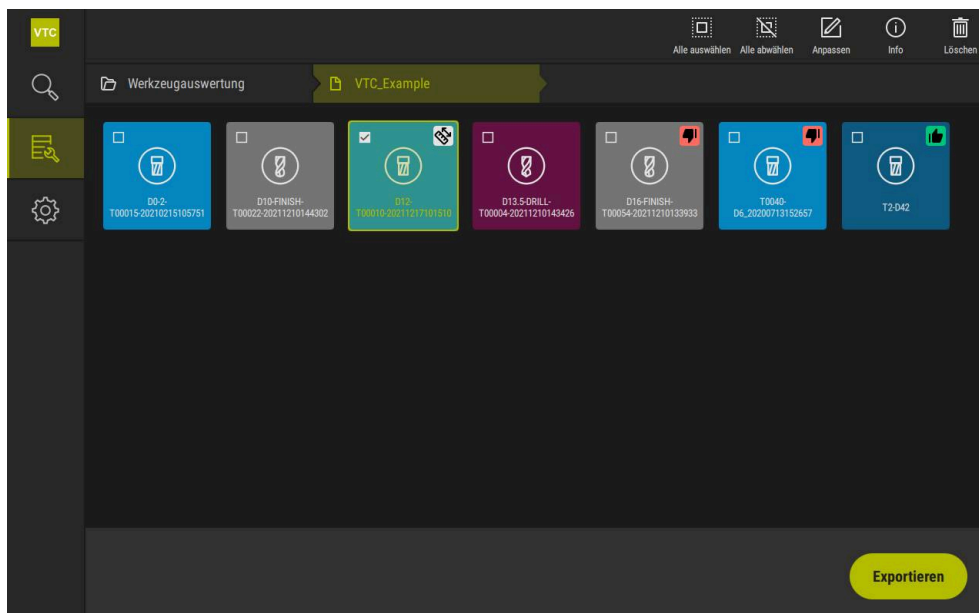 VTC
Alle auswählen
Alle abwählen
Anpassen
Info
Löschen
Werkzeugauswertung
VTC_Example
D0-2-
T00015-20210215105751
D10-FINISH-
T00022-20211210144302
D12-
T00010-20211217101510
D13.5-DRILL-
T00004-20211210143426
D16-FINISH-
T00054-20211210133933
T0040-
D6_20200713152657
T2-D42
Exportieren